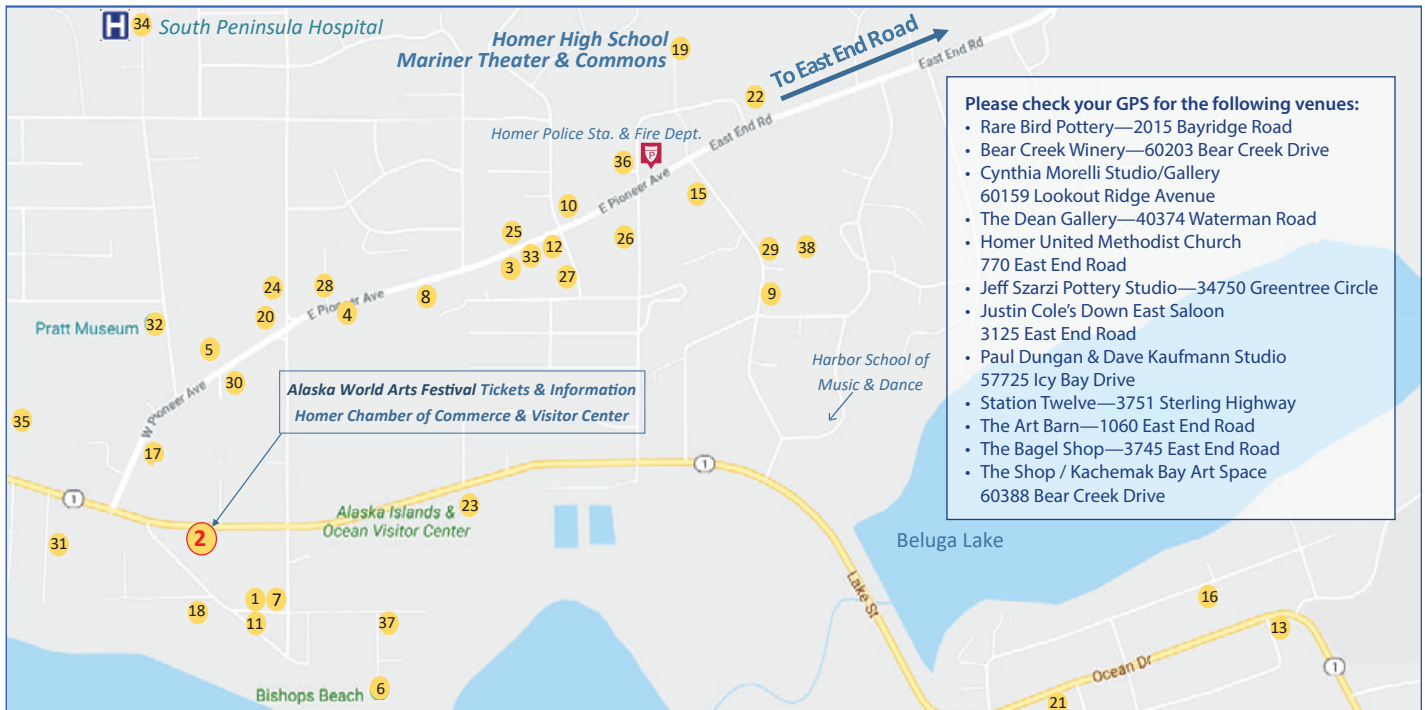 H
34
South Peninsula Hospital
Homer High School
Mariner Theater & Commons
19
To East End Road
East End Rd
22
East End Rd
Homer Police Sta. & Fire Dept.
36
P
E Pioneer Ave
15
10
25
33
12
26
3
27
29
38
9
24
28
E Pioneer Ave
20
4
8
Pratt Museum
32
5
30
W Pioneer Ave
35
17
Alaska World Arts Festival Tickets & Information
Homer Chamber of Commerce & Visitor Center
Harbor School of
Music & Dance
1
1
2
31
23
Alaska Islands &
Ocean Visitor Center
18
1
7
11
37
Bishops Beach
6
Lake St
Beluga Lake
16
13
Ocean Dr
1
21
Please check your GPS for the following venues:
• Rare Bird Pottery—2015 Bayridge Road
• Bear Creek Winery—60203 Bear Creek Drive
• Cynthia Morelli Studio/Gallery
60159 Lookout Ridge Avenue
• The Dean Gallery—40374 Waterman Road
• Homer United Methodist Church
770 East End Road
• Jeff Szarzi Pottery Studio—34750 Greentree Circle
• Justin Cole's Down East Saloon
3125 East End Road
• Paul Dungan & Dave Kaufmann Studio
57725 Icy Bay Drive
• Station Twelve—3751 Sterling Highway
• The Art Barn—1060 East End Road
• The Bagel Shop—3745 East End Road
• The Shop / Kachemak Bay Art Space
60388 Bear Creek Drive